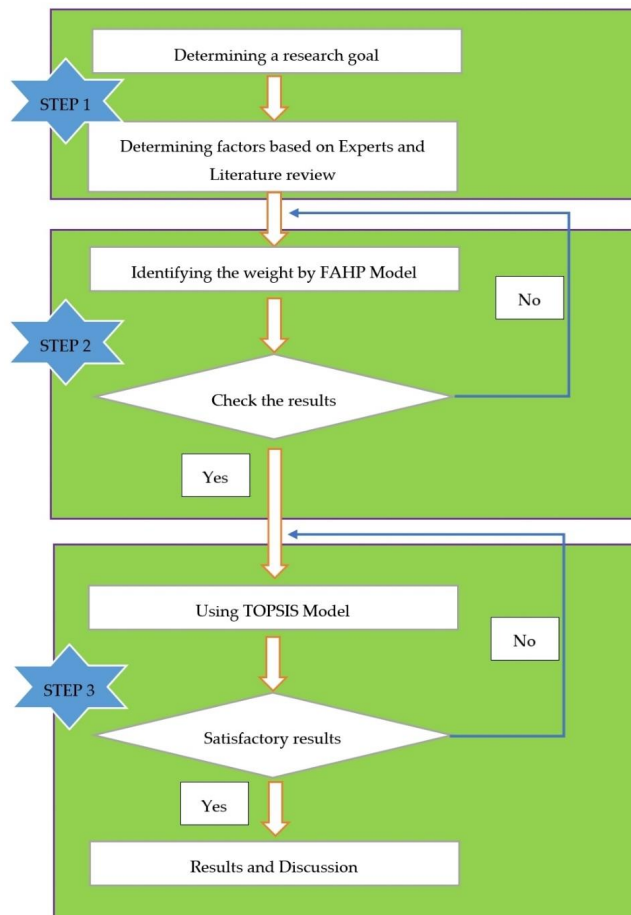 Determining a research goal
STEP 1
Determining factors based on Experts and
Literature review
Identifying the weight by FAHP Model
No
STEP 2
Check the results
Yes
Using TOPSIS Model
No
STEP 3
Satisfactory results
Yes
Results and Discussion